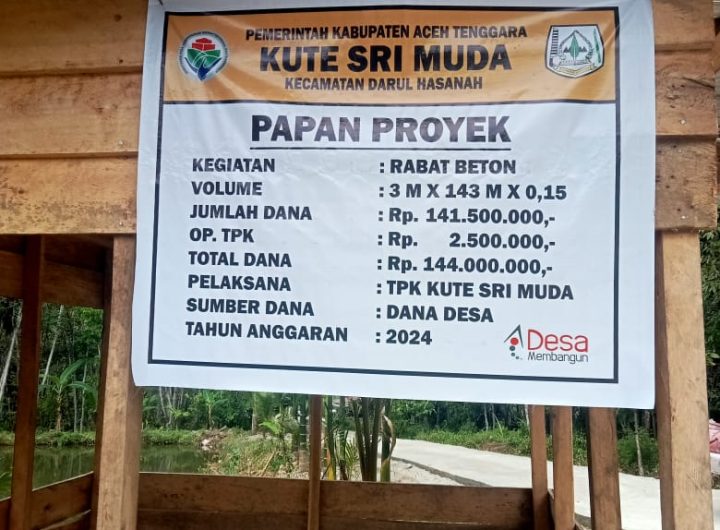 PEMERINTAH KABUPATEN ACEH TENGGARA
KUTE SRI MUDA
KECAMATAN DARUL HASANAH
PAPAN PROYEK
KEGIATAN : RABAT BETON
VOLUME : 3 M X 143 M X 0,15
JUMLAH DANA : Rp. 141.500.000,-
OP. TPK : Rp. 2.500.000,-
TOTAL DANA : Rp. 144.000.000,-
PELAKSANA : TPK KUTE SRI MUDA
SUMBER DANA : DANA DESA
TAHUN ANGGARAN : 2024
Desa
Membangun